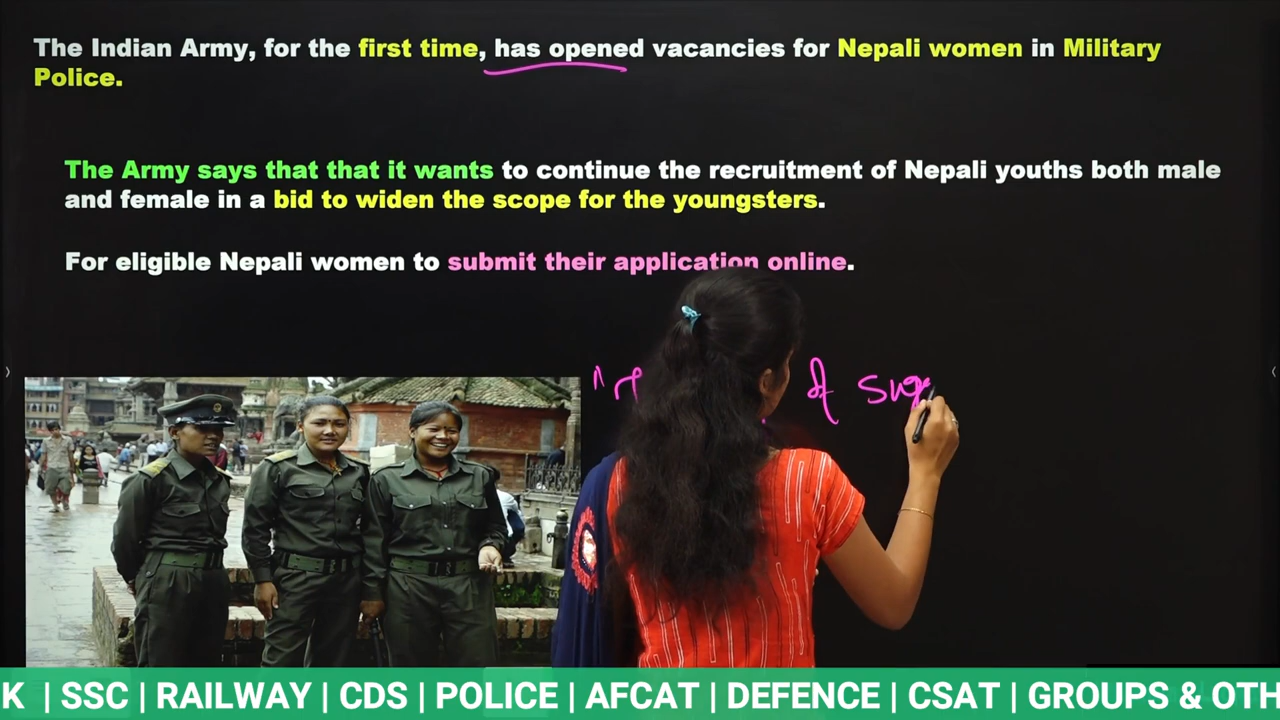 The Indian Army, for the first time, has opened vacancies for Nepali women in Military
Police.
The Army says that that it wants to continue the recruitment of Nepali youths both male
and female in a bid to widen the scope for the youngsters.
For eligible Nepali women to submit their application online.
of
K | SSC | RAILWAY | CDS | POLICE | AFCAT | DEFENCE | CSAT | GROUPS & OTH